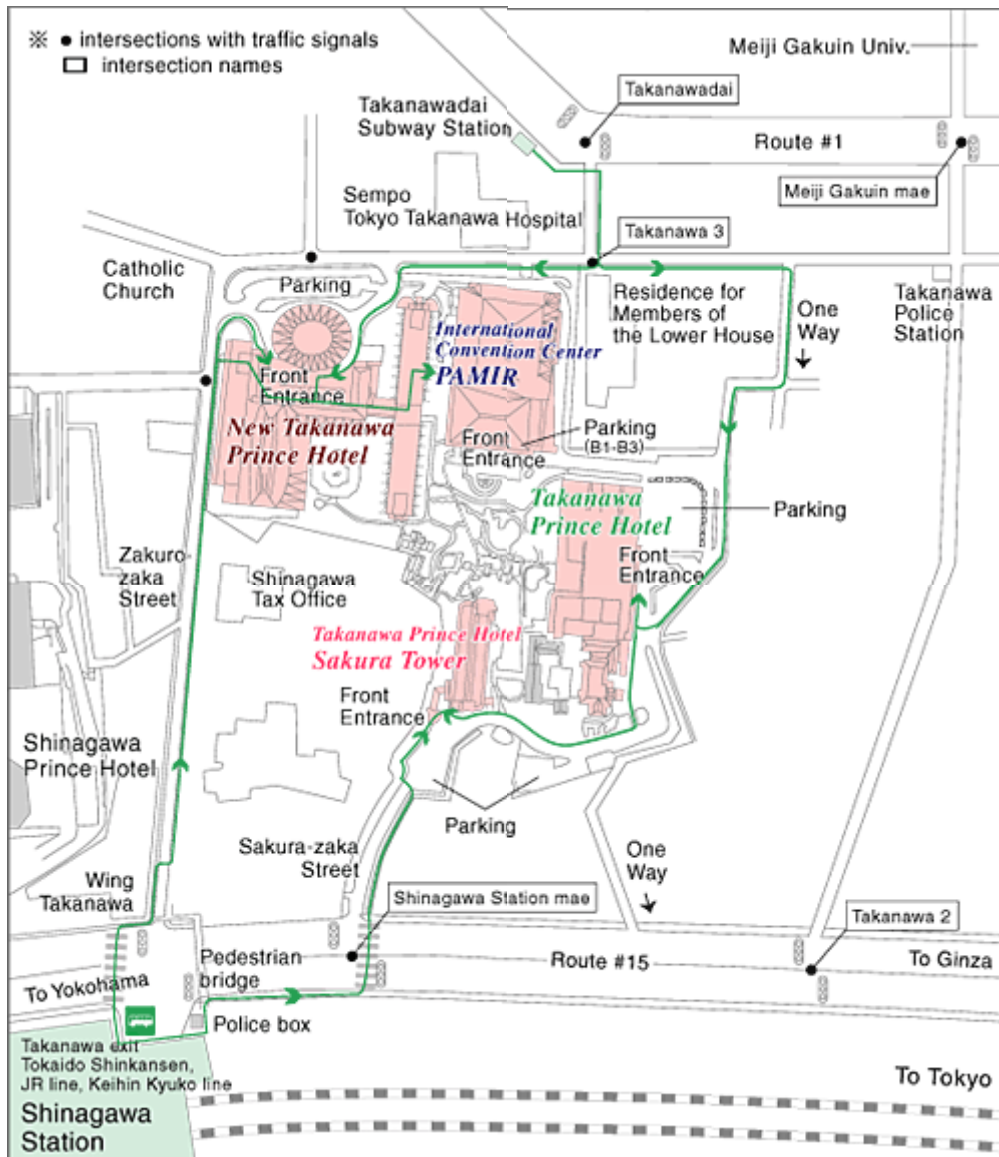 ※ ● intersections with traffic signals
intersection names
Meiji Gakuin Univ.
Takanawadai
Takanawadai
Subway Station
Route #1
Meiji Gakuin mae
Sempo
Tokyo Takanawa Hospital
Takanawa 3
Catholic
Church
Parking
Residence for
Members of
the Lower House
One
Way
Takanawa
Police
Station
International
Convention Center
PAMIR
Front
Entrance
New Takanawa
Prince Hotel
Front
Entrance
Parking
(B1-B3)
Takanawa
Prince Hotel
Parking
Front
Entrance
Zakuro-
zaka
Street
Shinagawa
Tax Office
Takanawa Prince Hotel
Sakura Tower
Front
Entrance
Shinagawa
Prince Hotel
Parking
Sakura-zaka
Street
One
Way
Wing
Takanawa
Shinagawa Station mae
Takanawa 2
Pedestrian
bridge
Route #15
To Ginza
To Yokohama
Police box
Takanawa exit
Tokaido Shinkansen,
JR line, Keihin Kyuko line
Shinagawa
Station
To Tokyo